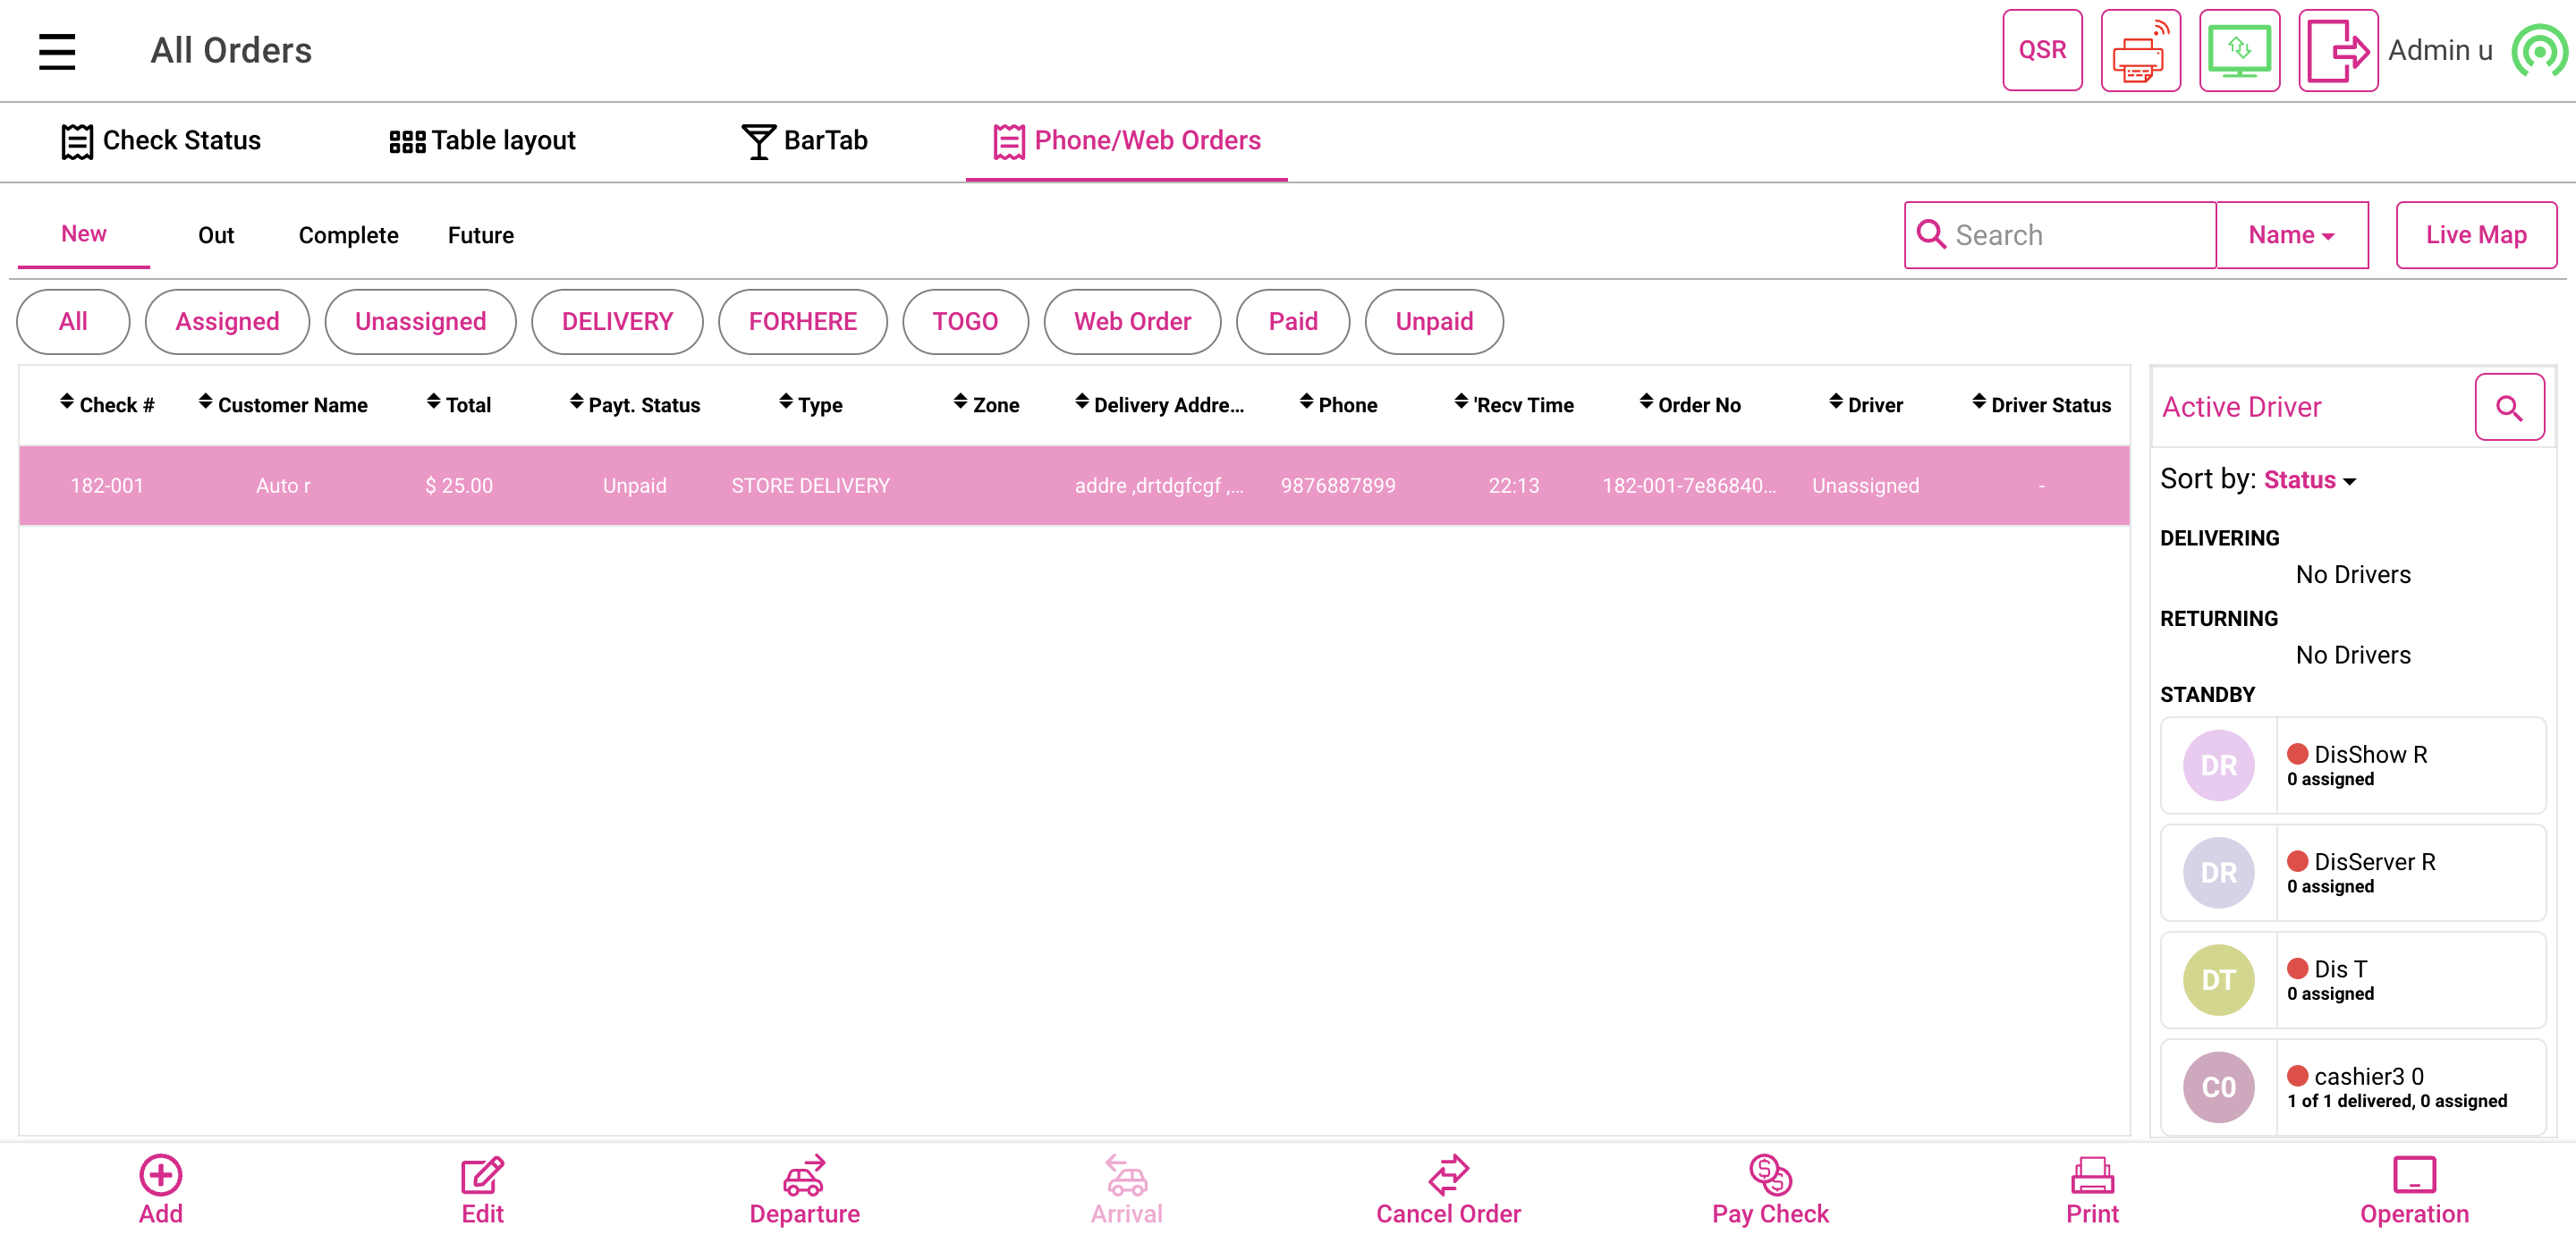 All Orders
QSR
Admin u
Check Status
Table layout
BarTab
Phone/Web Orders
New
Out
Complete
Future
Search
Name
Live Map
All
Assigned
Unassigned
DELIVERY
FORHERE
TOGO
Web Order
Paid
Unpaid
Check # Customer Name Total Payt. Status Type Zone Delivery Addre... Phone 'Recv Time Order No Driver Driver Status
182-001 Auto r $ 25.00 Unpaid STORE DELIVERY addre ,drtdgfcgf ,... 9876887899 22:13 182-001-7e86840... Unassigned -
Active Driver
Sort by: Status
DELIVERING
No Drivers
RETURNING
No Drivers
STANDBY
DR
DisShow R
0 assigned
DR
DisServer R
0 assigned
DT
Dis T
0 assigned
C0
cashier3 0
1 of 1 delivered, 0 assigned
Add
Edit
Departure
Arrival
Cancel Order
Pay Check
Print
Operation